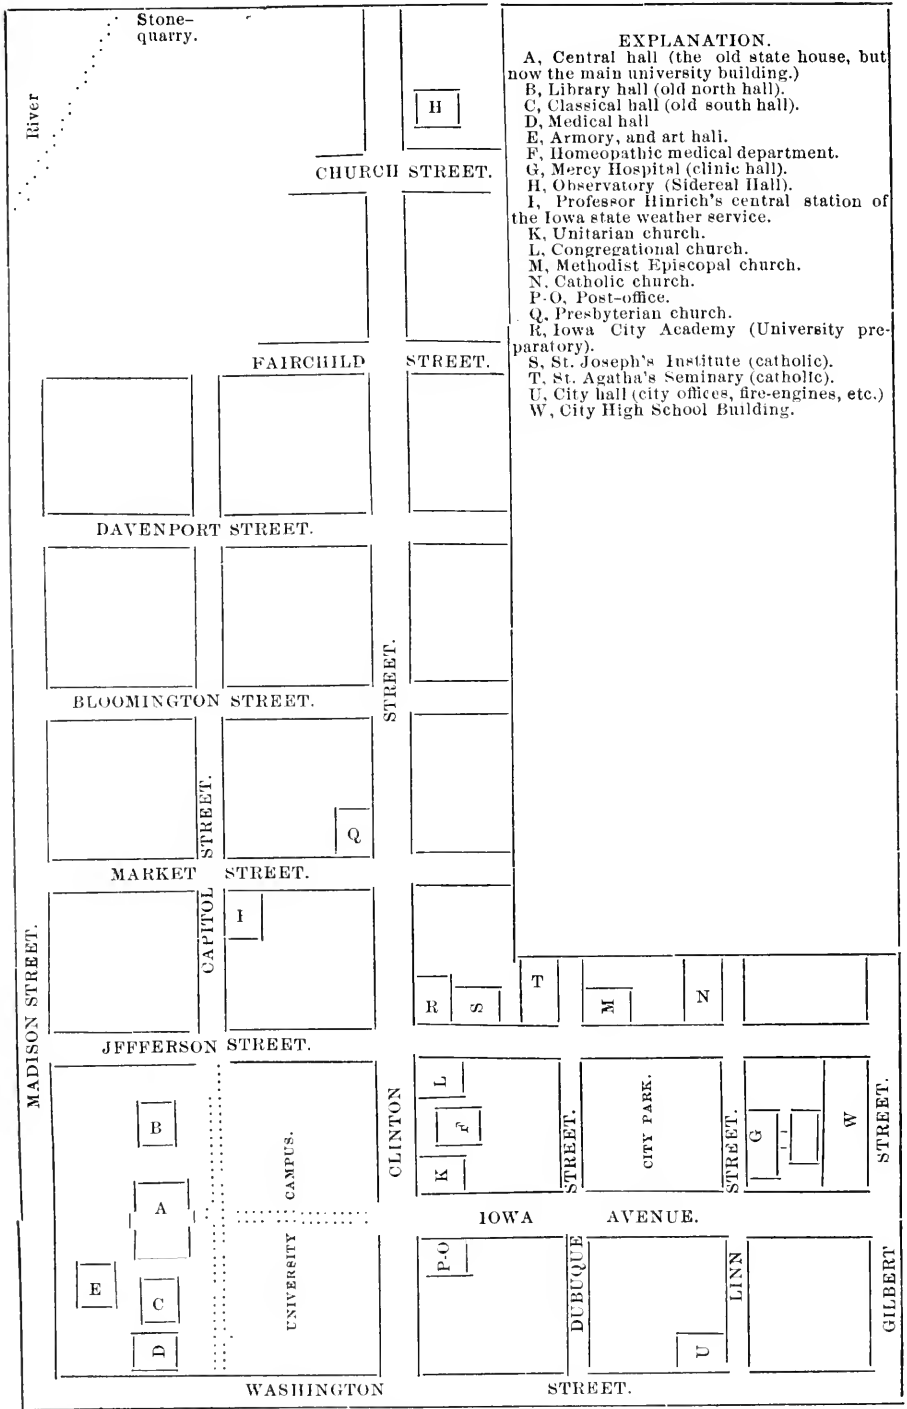 Stone-
quarry.
River
EXPLANATION.
A, Central hall (the old state house, but
now the main university building.)
B, Library hall (old north hall).
C, Classical hall (old south hall).
D, Medical hall
E, Armory, and art hall.
F, Homeopathic medical department.
G, Mercy Hospital (clinic hall).
H, Observatory (Sidereal Hall).
I, Professor Hinrich's central station of
the Iowa state weather service.
K, Unitarian church.
L, Congregational church.
M, Methodist Episcopal church.
N, Catholic church.
P-O, Post-office.
Q, Presbyterian church.
R, Iowa City Academy (University pre-
paratory).
S, St. Joseph's Institute (catholic).
T, St. Agatha's Seminary (catholic).
U, City hall (city offices, fire-engines, etc.)
W, City High School Building.
H
CHURCH STREET.
FAIRCHILD STREET.
DAVENPORT STREET.
BLOOMINGTON STREET.
STREET.
STREET.
Q
MARKET STREET.
CAPITOL
I
MADISON STREET.
R
S
T
M
N
JFFFERSON STREET.
B
A
E
C
D
CAMPUS.
UNIVERSITY
CLINTON
L
F
K
STREET.
CITY PARK.
STREET.
G
W
STREET.
IOWA AVENUE.
P-O
DUBUQUE
U
LINN
GILBERT
WASHINGTON STREET.